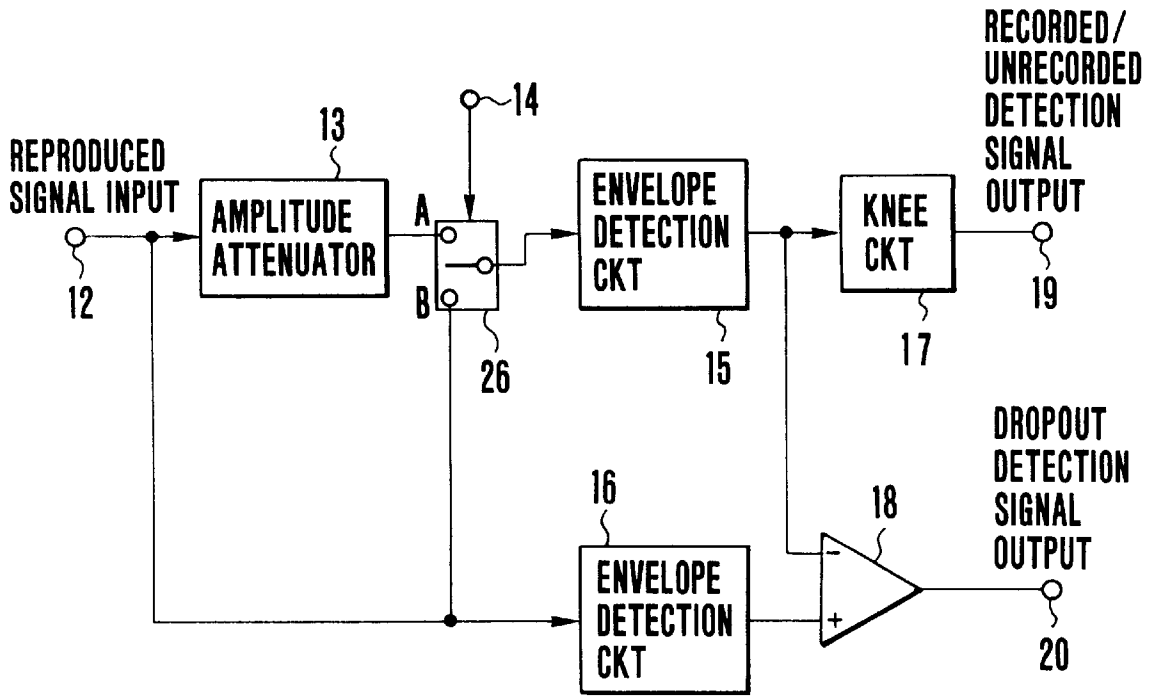 RECORDED/
UNRECORDED
DETECTION
SIGNAL
OUTPUT
14
13
REPRODUCED
SIGNAL INPUT
AMPLITUDE
ATTENUATOR
A
B
ENVELOPE
DETECTION
CKT
KNEE
CKT
12
26
15
17
19
DROPOUT
DETECTION
SIGNAL
OUTPUT
16
18
ENVELOPE
DETECTION
CKT
−
+
20